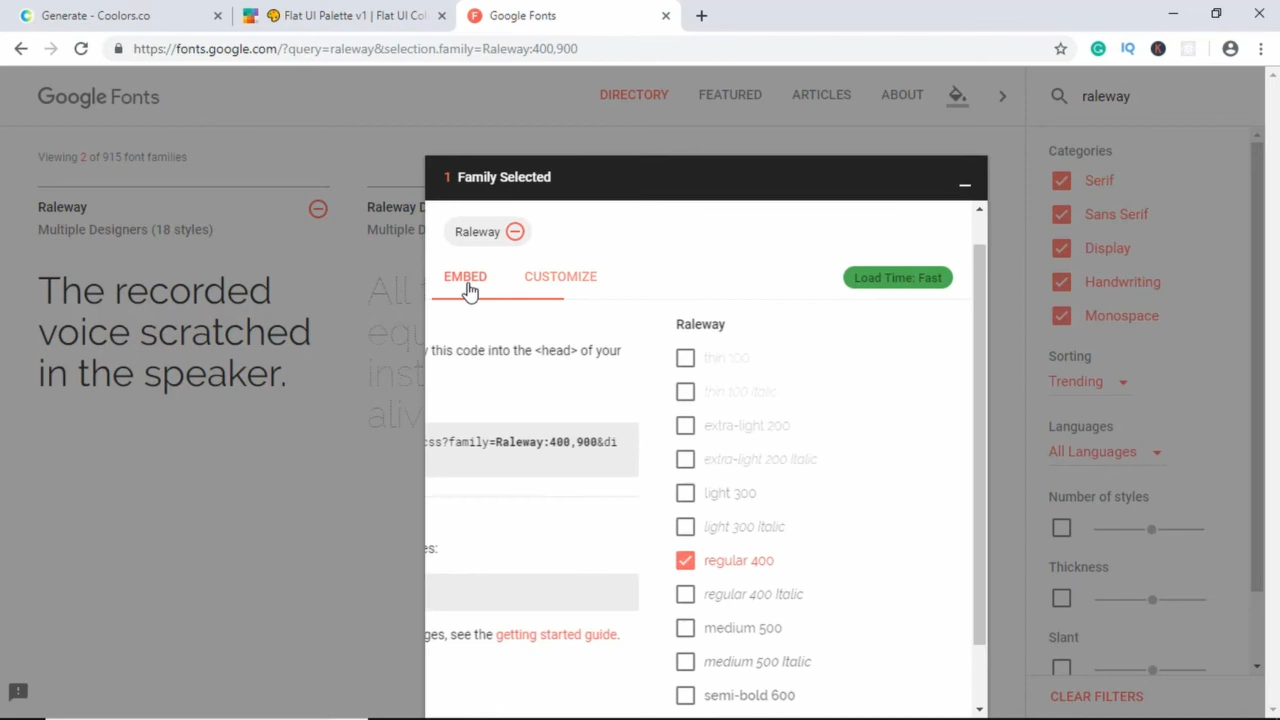 Generate - Coolors.co
Flat UI Palette v1 | Flat UI Col
Google Fonts
https://fonts.google.com/?query=raleway&selection.family=Raleway:400,900
Google Fonts
DIRECTORY
FEATURED
ARTICLES
ABOUT
raleway
Viewing 2 of 915 font families
Raleway
Multiple Designers (18 styles)
The recorded
voice scratched
in the speaker.
Raleway D
Multiple D
All t
equ
inst
aliv
1 Family Selected
Raleway
EMBED
CUSTOMIZE
Load Time: Fast
y this code into the <head> of your
css?family=Raleway:400,900&di
es:
ges, see the getting started guide.
Raleway
thin 100
thin 100 Italic
extra-light 200
extra-light 200 Italic
light 300
light 300 Italic
regular 400
regular 400 Italic
medium 500
medium 500 Italic
semi-bold 600
Categories
Serif
Sans Serif
Display
Handwriting
Monospace
Sorting
Trending
Languages
All Languages
Number of styles
Thickness
Slant
CLEAR FILTERS